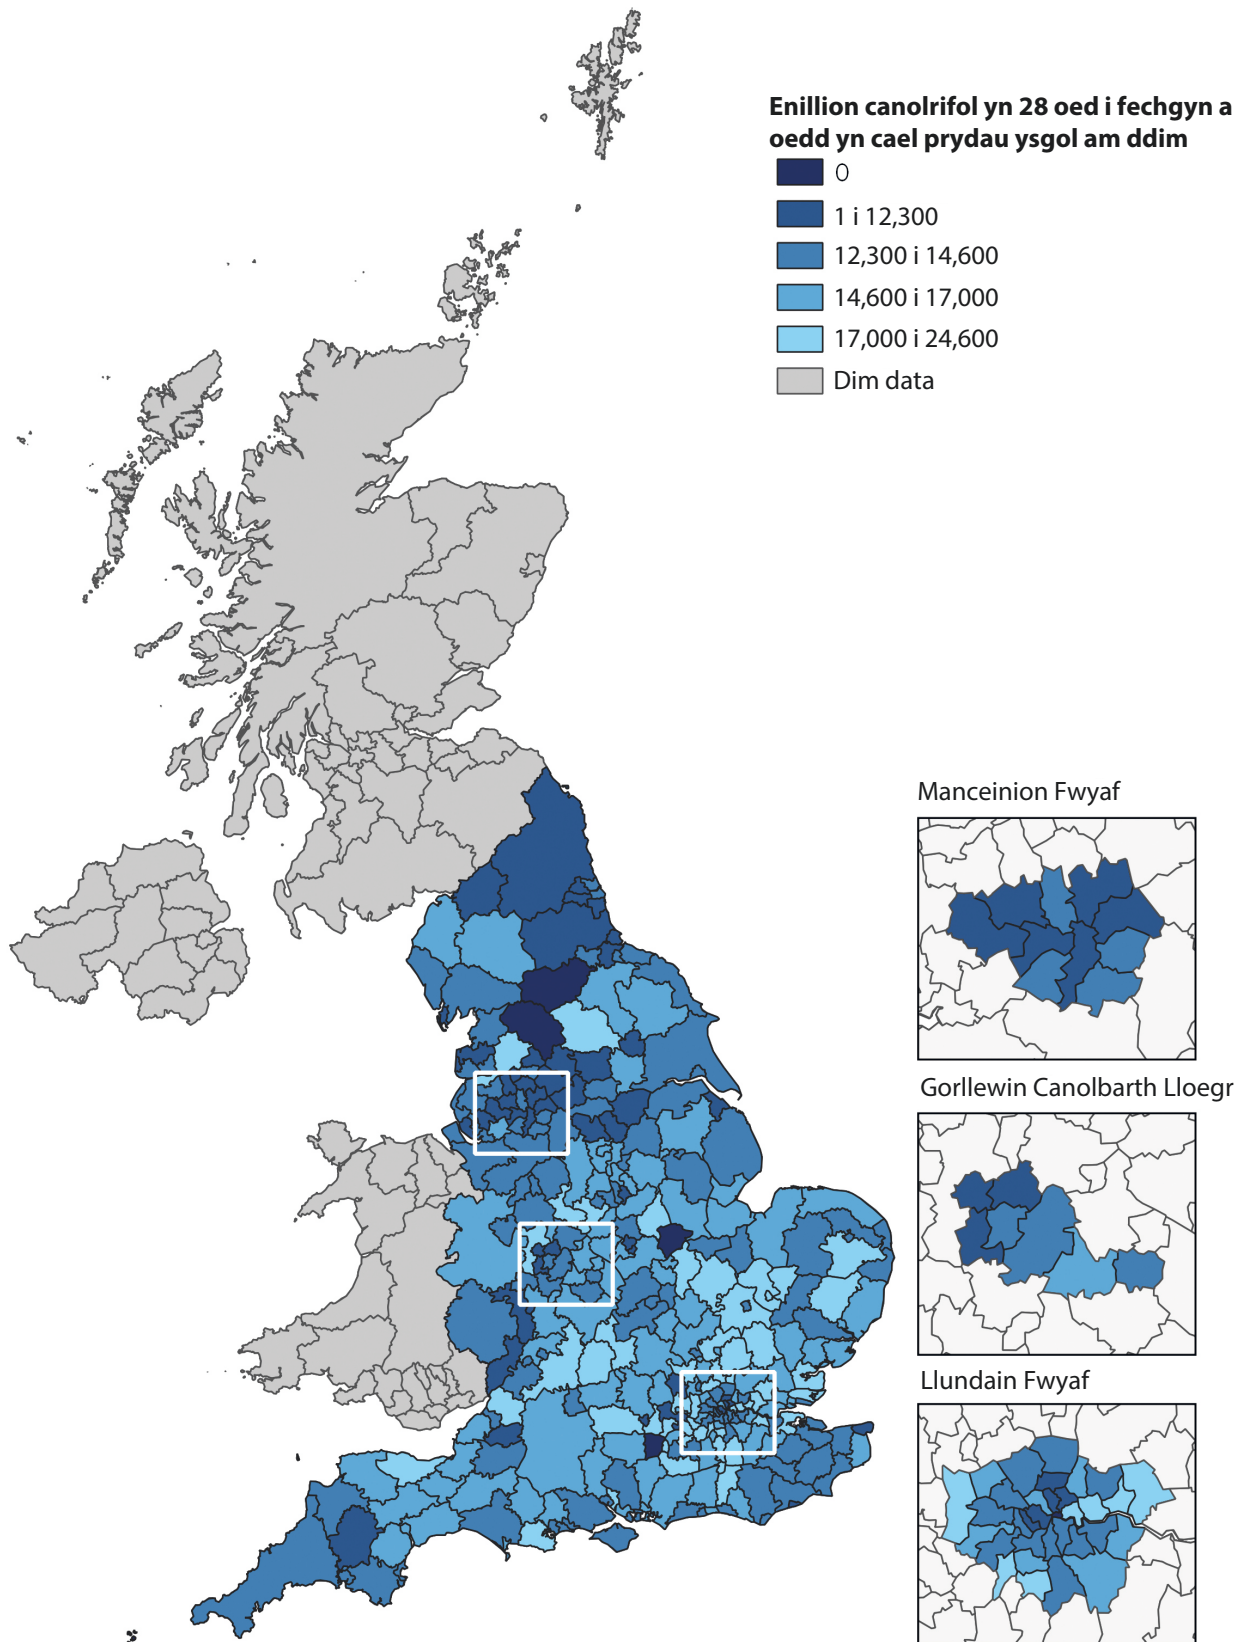 Enillion canolrifol yn 28 oed i fechgyn a
oedd yn cael prydau ysgol am ddim
0
1 i 12,300
12,300 i 14,600
14,600 i 17,000
17,000 i 24,600
Dim data
Manceinion Fwyaf
Gorllewin Canolbarth Lloegr
Llundain Fwyaf